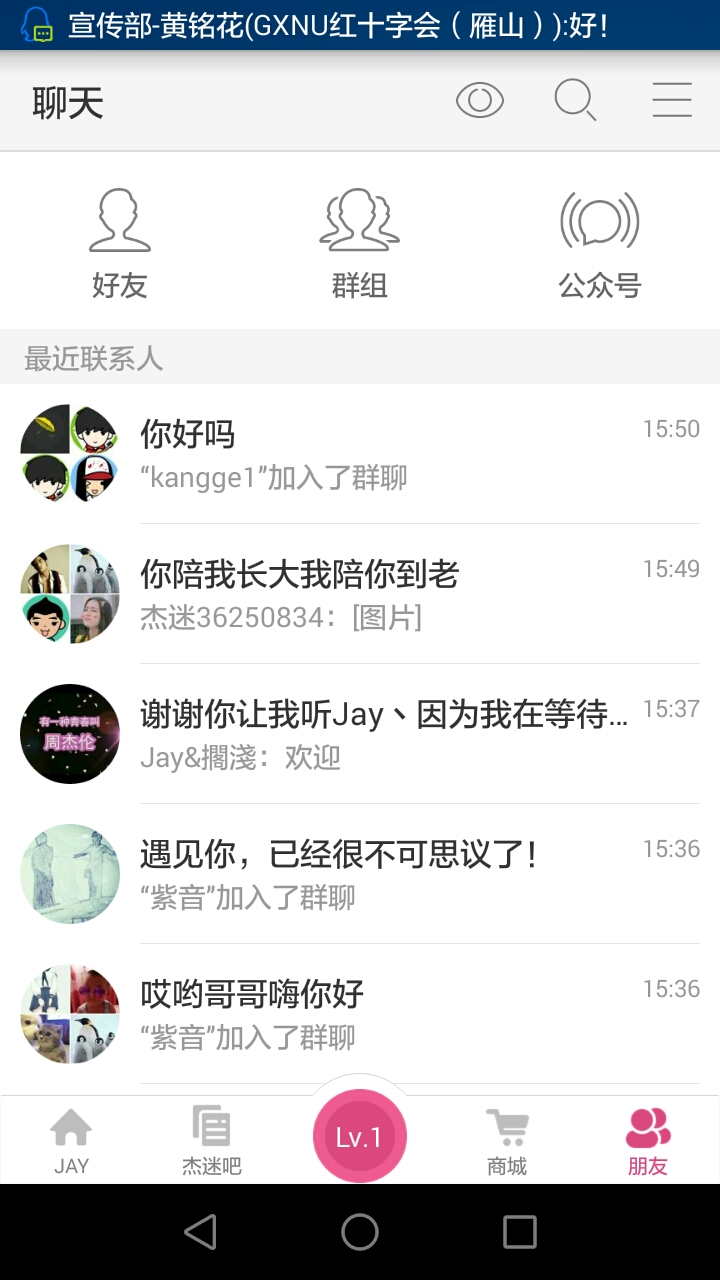 宣传部-黄铭花(GXNU红十字会（雁山）):好！
聊天
好友
群组
公众号
最近联系人
你好吗
15:50
“kangge1”加入了群聊
你陪我长大我陪你到老
15:49
杰迷36250834：[图片]
有一种青春叫
周杰伦
谢谢你让我听Jay丶因为我在等待...
15:37
Jay&擱淺：欢迎
遇见你，已经很不可思议了！
15:36
“紫音”加入了群聊
哎哟哥哥嗨你好
15:36
“紫音”加入了群聊
JAY
杰迷吧
Lv.1
商城
朋友